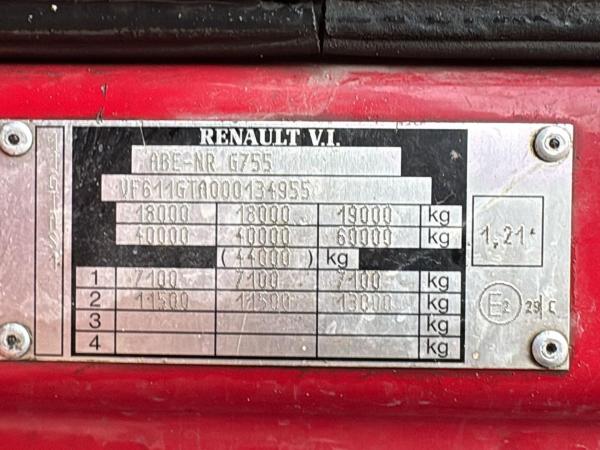 RENAULT V.I.
ABE-NR G755
VF611GTA000134955
18000 18000 19000 kg
40000 40000 60000 kg
(44000) kg
1 7100 7100 7100 kg
2 11500 11500 13000 kg
3 kg
4 kg
1,21
E2 29 C